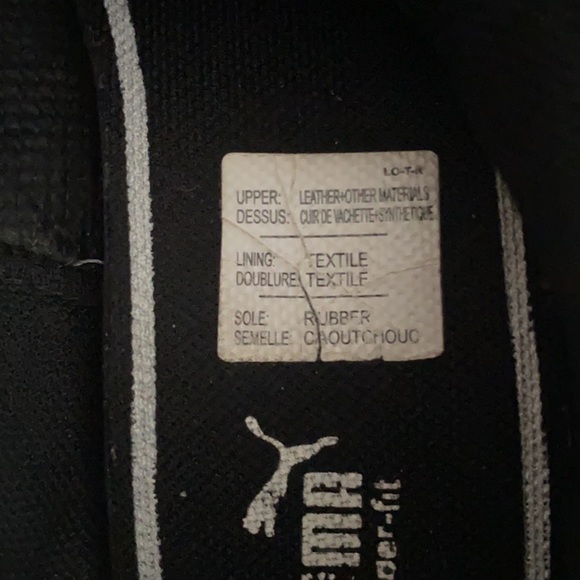 LO-T-R
UPPER: LEATHER+OTHER MATERIALS
DESSUS: CUIR DE VACHETTE+SYNTHETIQUE
LINING: TEXTILE
DOUBLURE: TEXTILE
SOLE: RUBBER
SEMELLE: CAOUTCHOUC